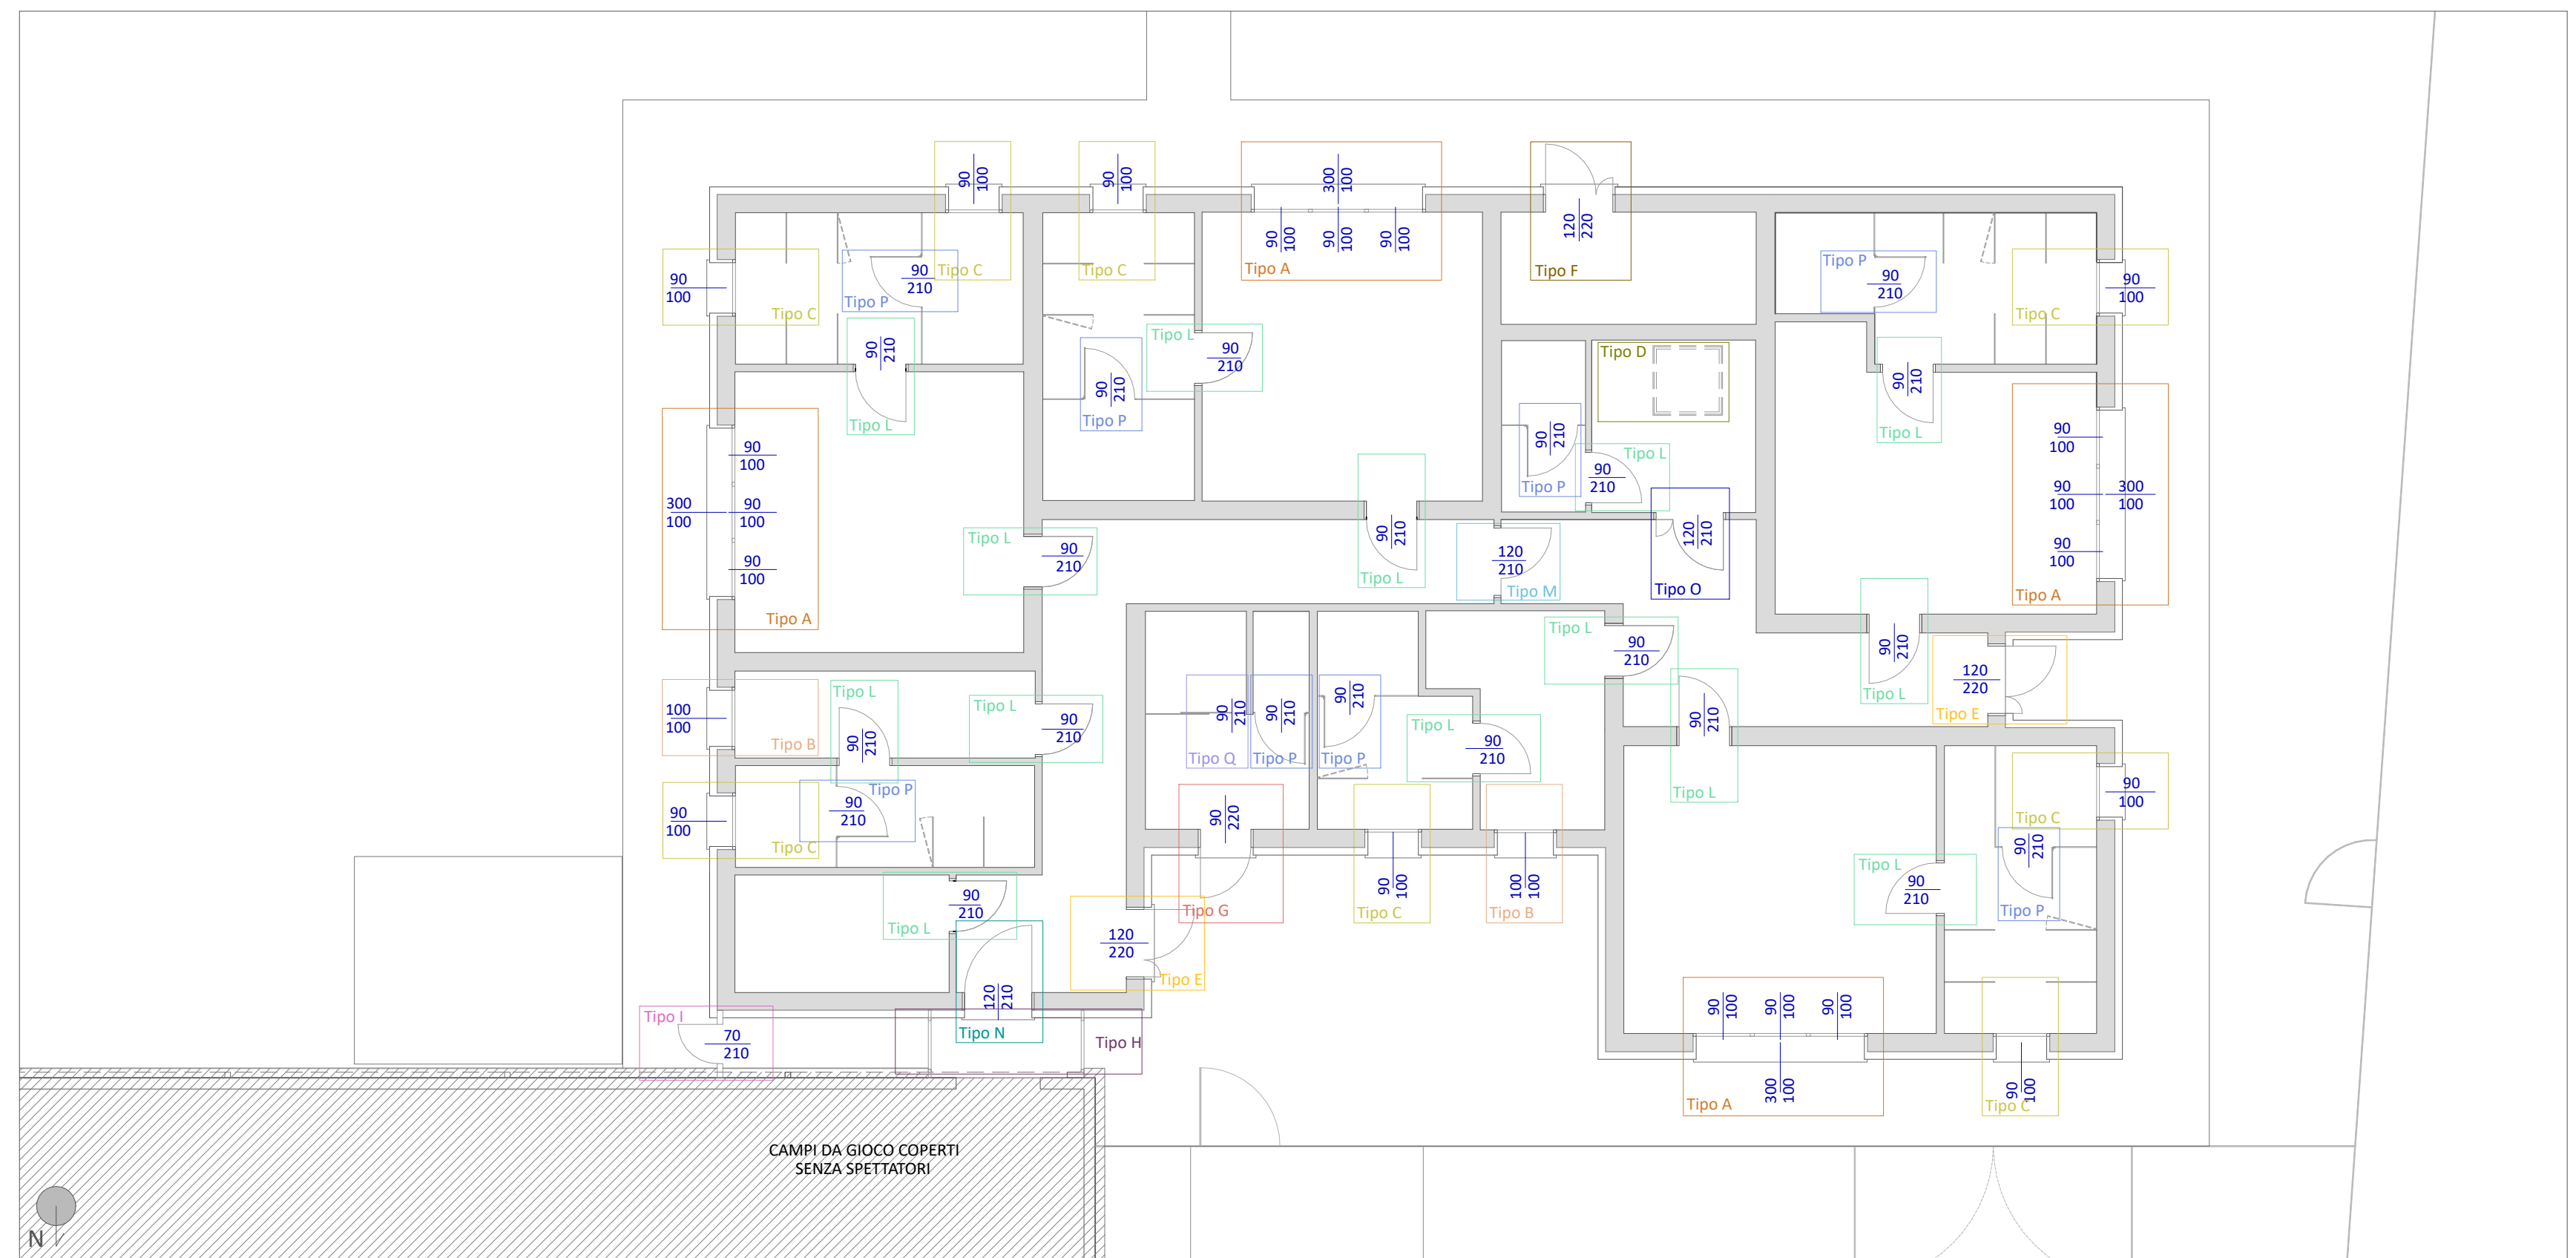 90
100
90
100
300
100
90
100
90
100
90
100
120
220
Tipo C
Tipo C
Tipo A
Tipo F
90
100
Tipo C
90
210
Tipo P
Tipo P
90
210
90
100
Tipo C
90
210
Tipo L
Tipo L
90
210
90
210
Tipo P
Tipo D
90
210
Tipo P
Tipo L
90
210
90
210
Tipo L
90
100
300
100
90
100
90
100
Tipo A
90
100
90
100
300
100
90
100
Tipo A
Tipo L
90
210
90
210
Tipo L
120
210
Tipo M
120
210
Tipo O
Tipo L
90
210
90
210
Tipo L
120
220
Tipo E
100
100
Tipo B
Tipo L
90
210
Tipo L
90
210
90
210
Tipo Q
90
210
Tipo P
90
210
Tipo P
Tipo L
90
210
90
210
Tipo L
90
100
Tipo C
Tipo P
90
210
90
100
Tipo C
90
220
Tipo G
90
100
Tipo C
100
100
Tipo B
90
210
Tipo P
Tipo L
90
210
90
210
Tipo L
120
220
Tipo E
120
210
Tipo N
Tipo H
Tipo I
70
210
90
100
90
100
90
100
300
100
Tipo A
90
100
Tipo C
CAMPI DA GIOCO COPERTI
SENZA SPETTATORI
N